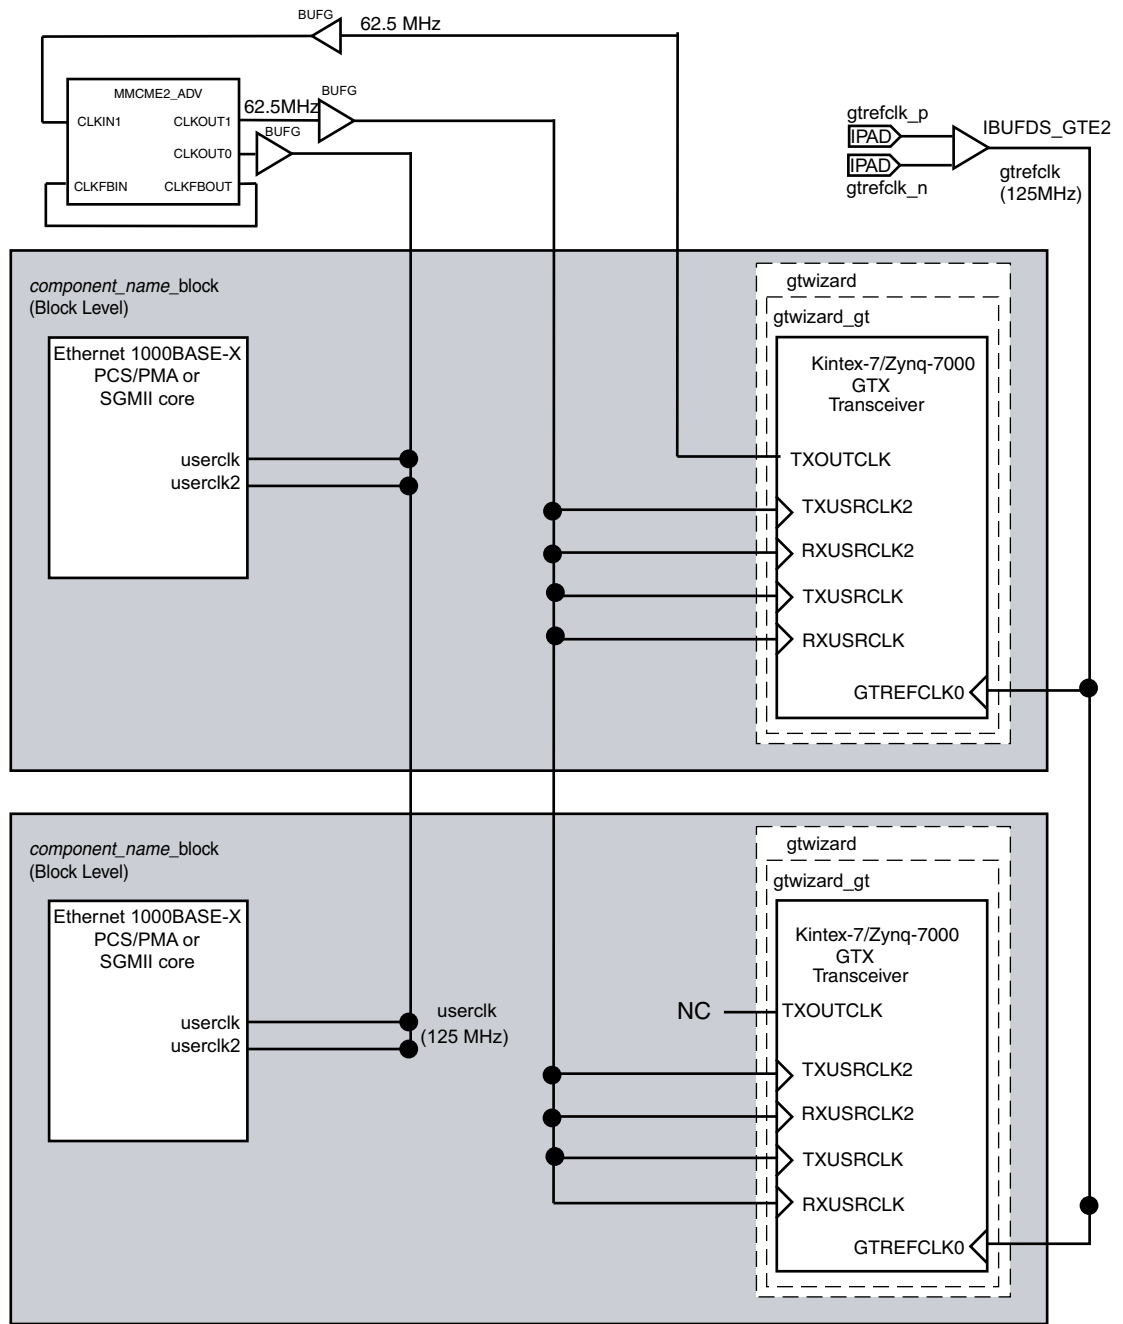 BUFG
62.5 MHz
MMCME2_ADV
CLKIN1
CLKOUT1
62.5MHz
BUFG
BUFG
CLKOUT0
CLKFBIN
CLKFBOUT
gtrefclk_p
IPAD
IPAD
gtrefclk_n
IBUFDS_GTE2
gtrefclk
(125MHz)
component_name_block
(Block Level)
Ethernet 1000BASE-X
PCS/PMA or
SGMII core
userclk
userclk2
gtwizard
gtwizard_gt
Kintex-7/Zynq-7000
GTX
Transceiver
TXOUTCLK
TXUSRCLK2
RXUSRCLK2
TXUSRCLK
RXUSRCLK
GTREFCLK0
component_name_block
(Block Level)
Ethernet 1000BASE-X
PCS/PMA or
SGMII core
userclk
userclk2
userclk
(125 MHz)
gtwizard
gtwizard_gt
Kintex-7/Zynq-7000
GTX
Transceiver
NC
TXOUTCLK
TXUSRCLK2
RXUSRCLK2
TXUSRCLK
RXUSRCLK
GTREFCLK0